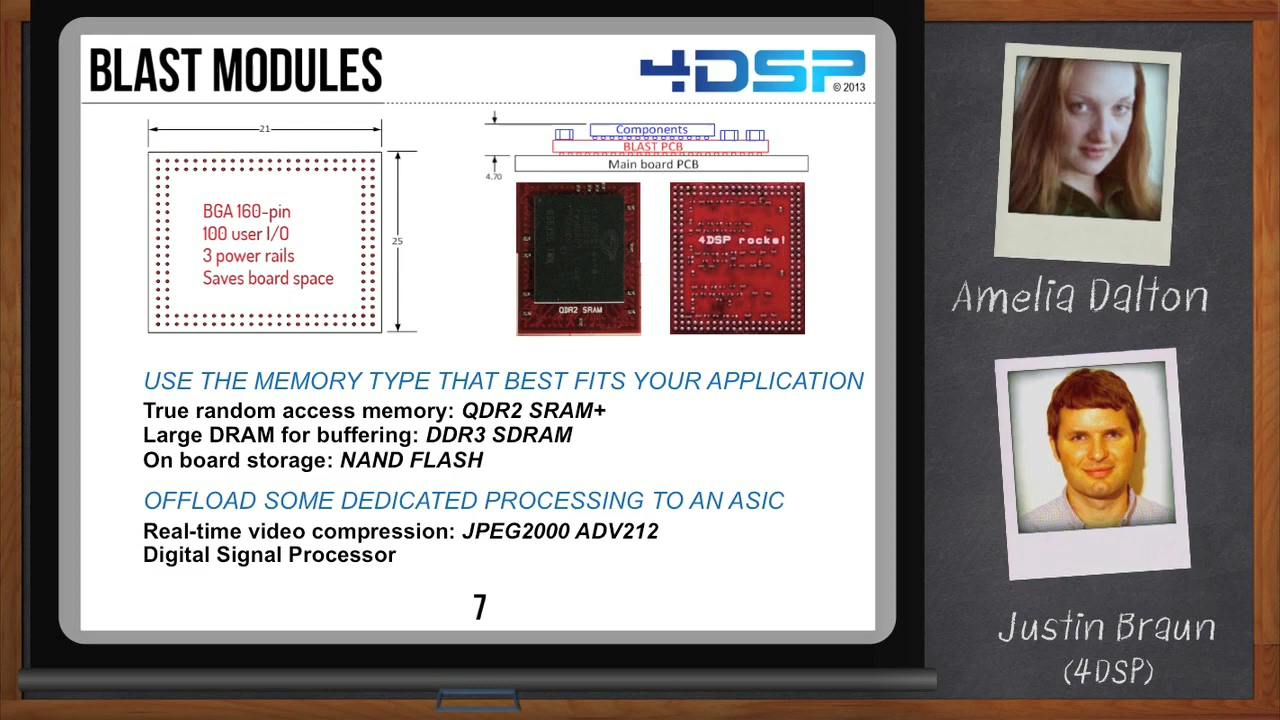 BLAST MODULES
4DSP
© 2013
21
Components
BLAST PCB
Main board PCB
4.70
25
BGA 160-pin
100 user I/O
3 power rails
Saves board space
QDR2 SRAM
4DSP rocks!
USE THE MEMORY TYPE THAT BEST FITS YOUR APPLICATION
True random access memory: QDR2 SRAM+
Large DRAM for buffering: DDR3 SDRAM
On board storage: NAND FLASH
OFFLOAD SOME DEDICATED PROCESSING TO AN ASIC
Real-time video compression: JPEG2000 ADV212
Digital Signal Processor
7
Amelia Dalton
Justin Braun
(4DSP)